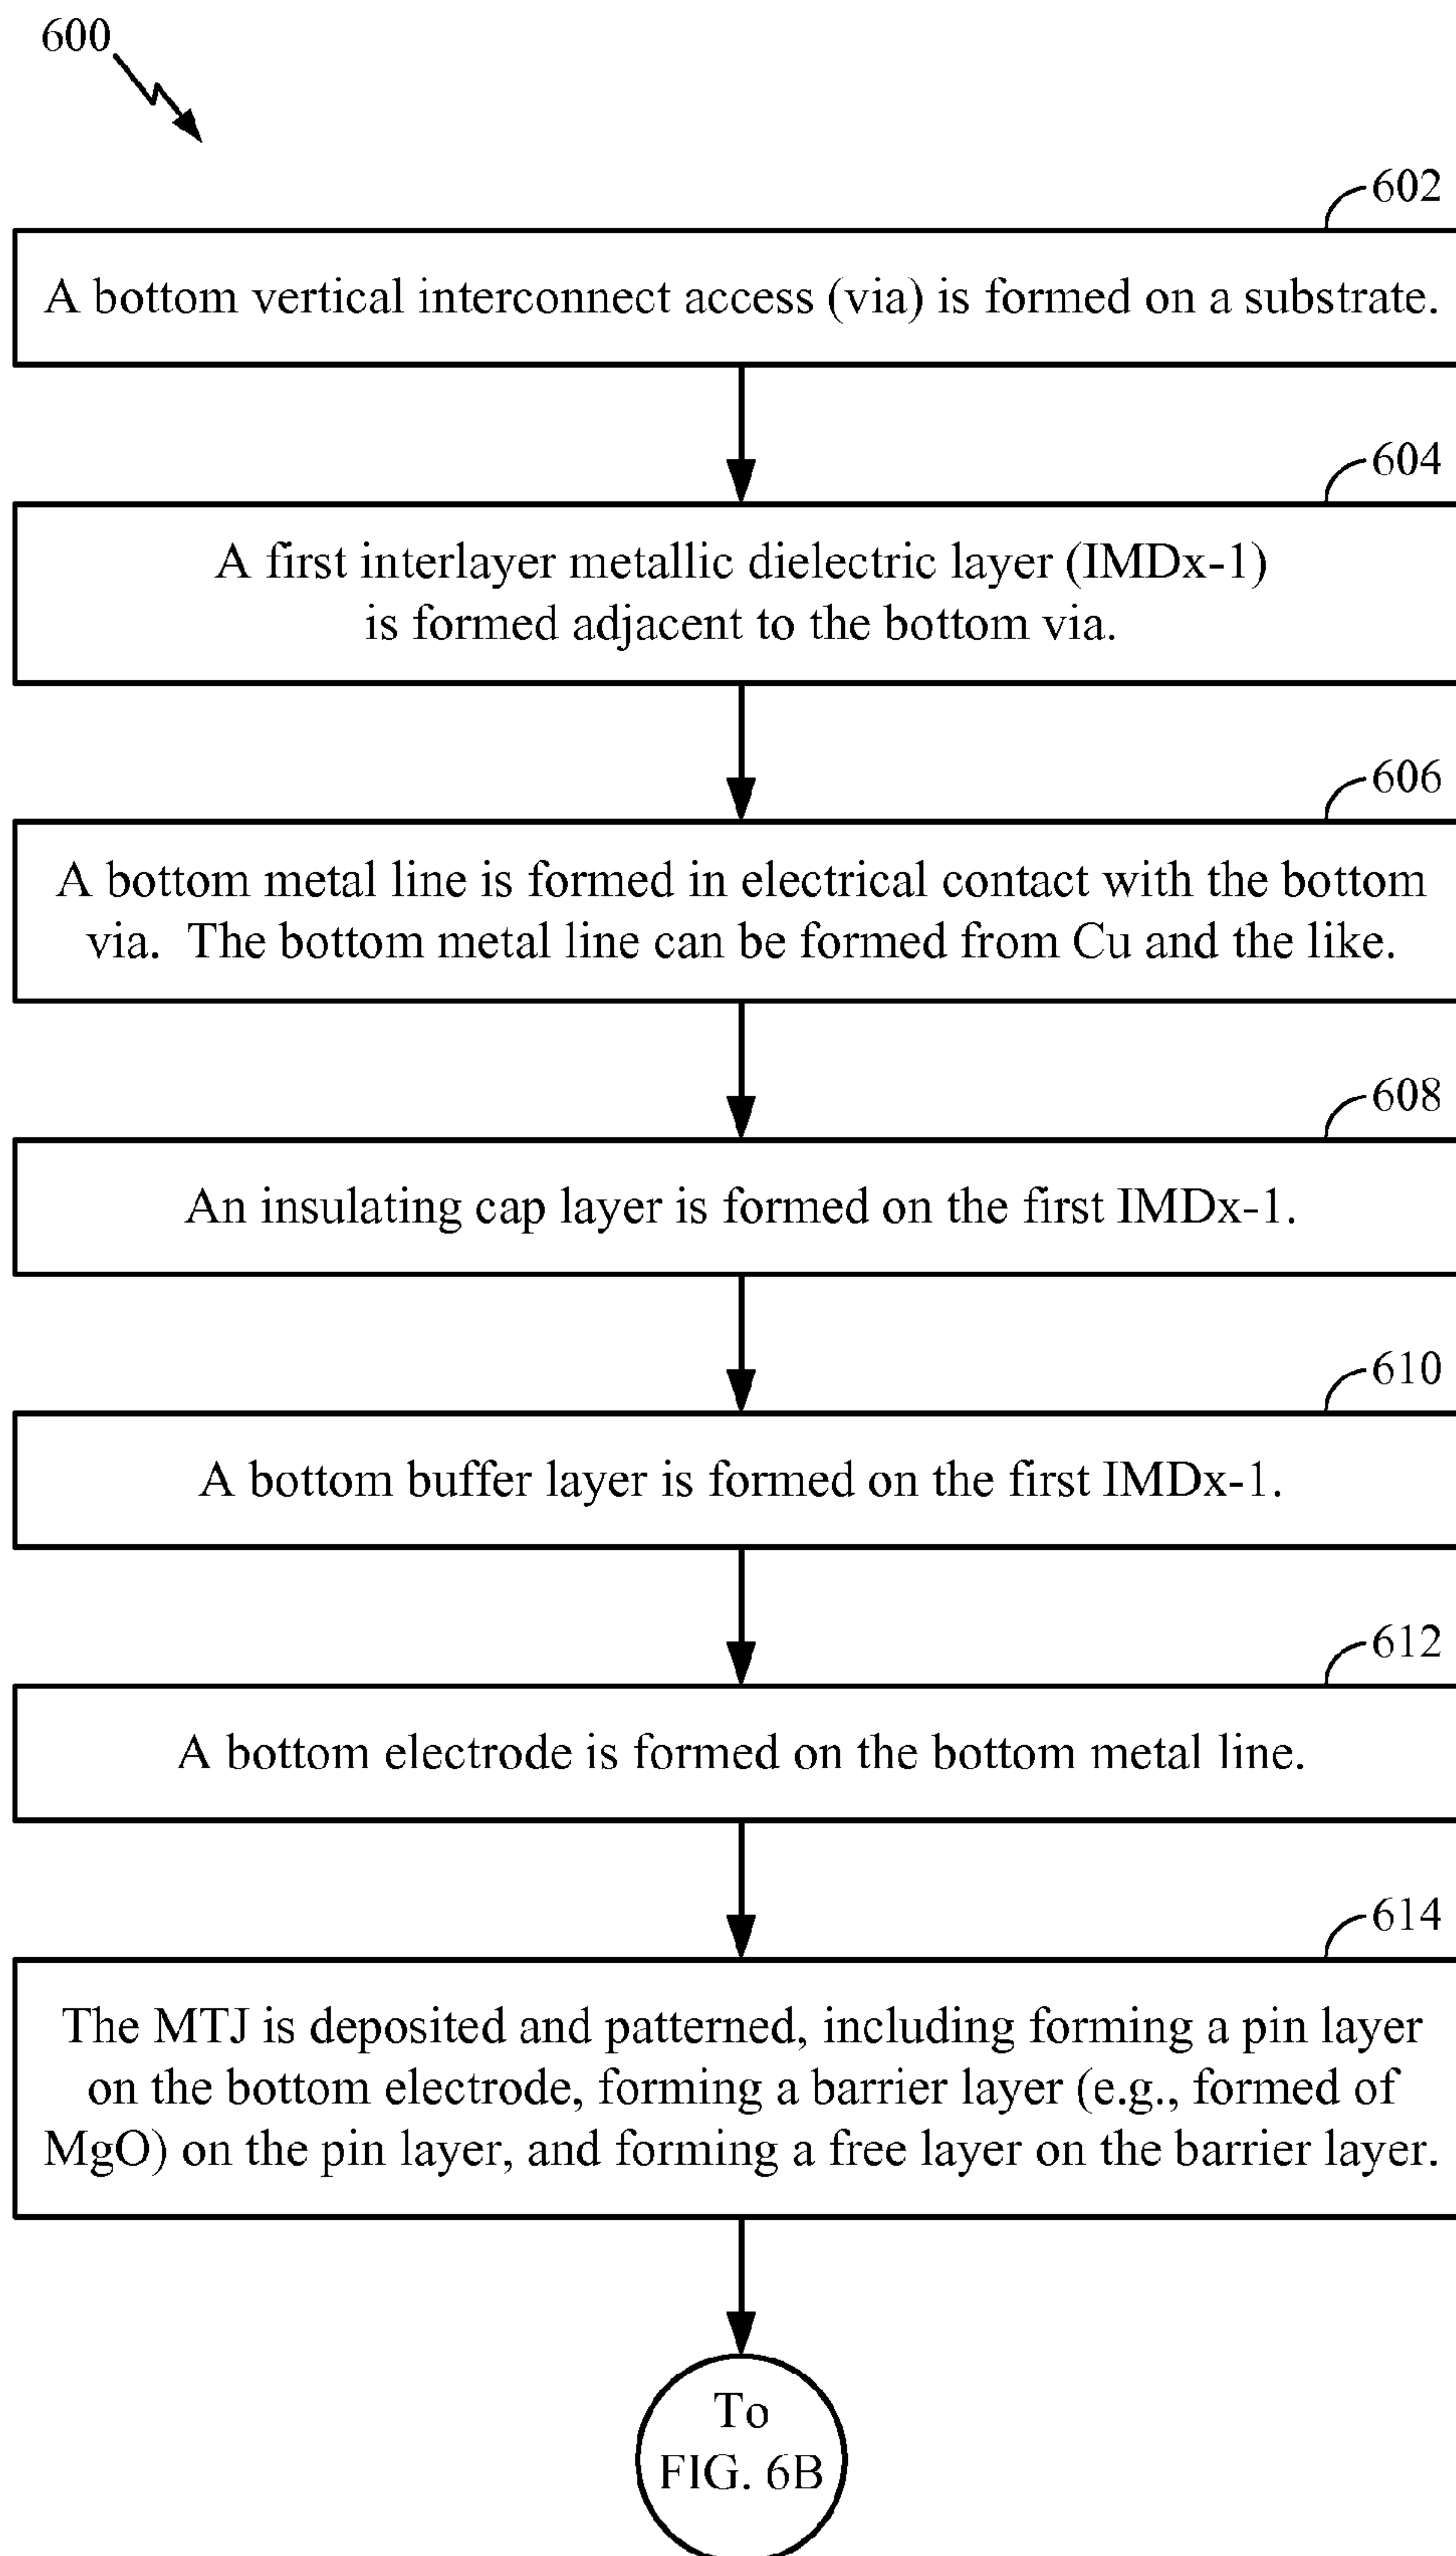 600
602
A bottom vertical interconnect access (via) is formed on a substrate.
604
A first interlayer metallic dielectric layer (IMDx-1)
is formed adjacent to the bottom via.
606
A bottom metal line is formed in electrical contact with the bottom
via.  The bottom metal line can be formed from Cu and the like.
608
An insulating cap layer is formed on the first IMDx-1.
610
A bottom buffer layer is formed on the first IMDx-1.
612
A bottom electrode is formed on the bottom metal line.
614
The MTJ is deposited and patterned, including forming a pin layer
on the bottom electrode, forming a barrier layer (e.g., formed of
MgO) on the pin layer, and forming a free layer on the barrier layer.
To
FIG. 6B